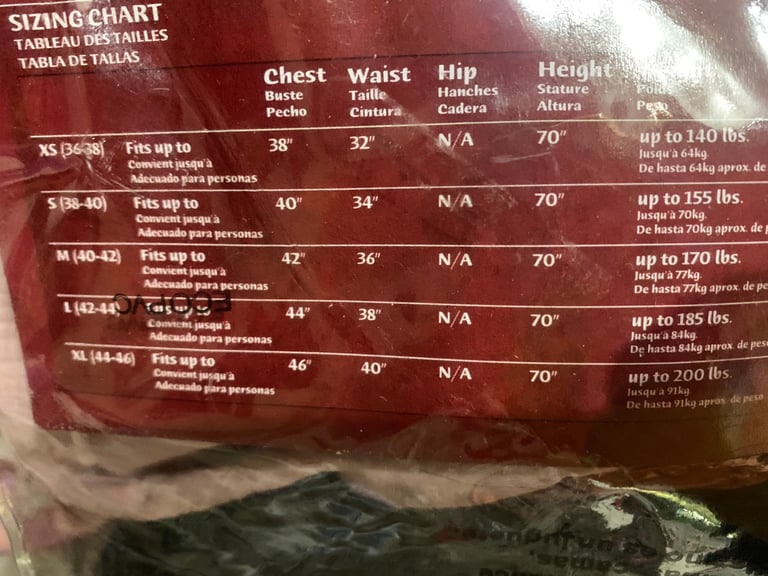 SIZING CHART
TABLEAU DES TAILLES
TABLA DE TALLAS
Chest Waist Hip Height
Buste Taille Hanches Stature Poids
Pecho Cintura Cadera Altura Peso
XS (36-38) Fits up to 38" 32" N/A 70" up to 140 lbs.
Convient jusqu'à Jusqu'à 64kg.
Adecuado para personas De hasta 64kg aprox. de
S (38-40) Fits up to 40" 34" N/A 70" up to 155 lbs.
Convient jusqu'à Jusqu'à 70kg.
Adecuado para personas De hasta 70kg aprox. de p
M (40-42) Fits up to 42" 36" N/A 70" up to 170 lbs.
Convient jusqu'à Jusqu'à 77kg.
Adecuado para personas De hasta 77kg aprox. de pe
L (42-44 up to 44" 38" N/A 70" up to 185 lbs.
Convient jusqu'à Jusqu'à 84kg.
Adecuado para personas De hasta 84kg aprox. de pes
XL (44-46) Fits up to 46" 40" N/A 70" up to 200 lbs.
Convient jusqu'à Jusqu'à 91kg.
Adecuado para personas De hasta 91kg aprox. de peso
ECOPVC